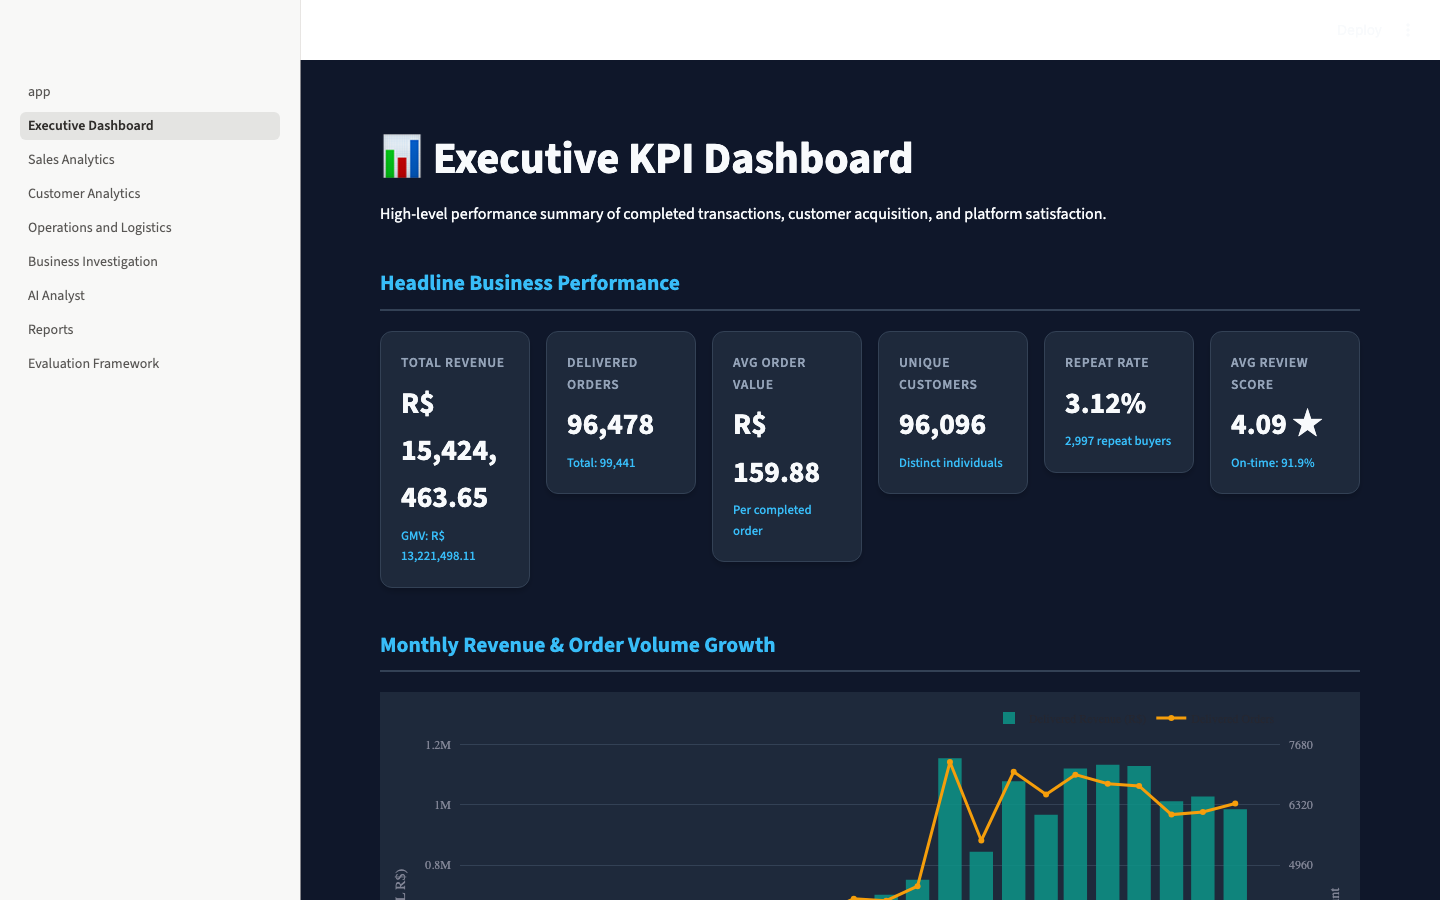 Deploy
app
Executive Dashboard
Sales Analytics
Customer Analytics
Operations and Logistics
Business Investigation
AI Analyst
Reports
Evaluation Framework
Executive KPI Dashboard
High-level performance summary of completed transactions, customer acquisition, and platform satisfaction.
Headline Business Performance
TOTAL REVENUE
R$
15,424,
463.65
GMV: R$
13,221,498.11
DELIVERED
ORDERS
96,478
Total: 99,441
AVG ORDER
VALUE
R$
159.88
Per completed
order
UNIQUE
CUSTOMERS
96,096
Distinct individuals
REPEAT RATE
3.12%
2,997 repeat buyers
AVG REVIEW
SCORE
4.09 ★
On-time: 91.9%
Monthly Revenue & Order Volume Growth
1.2M
1M
0.8M
7680
6320
4960